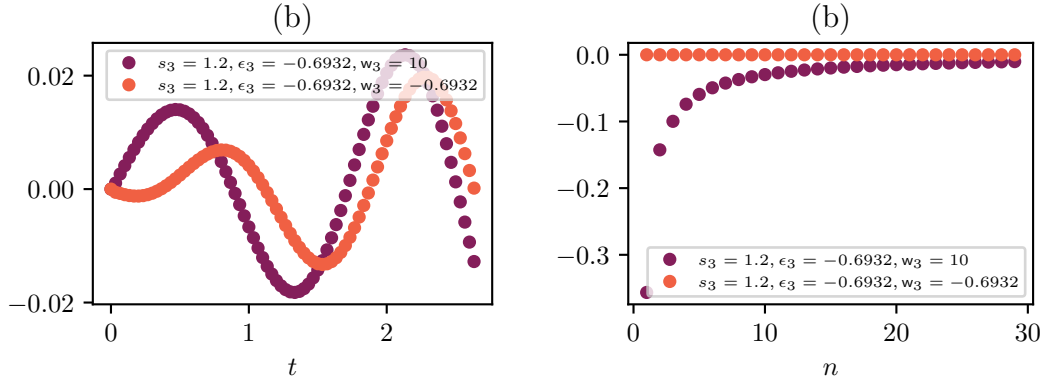 (b)
0.02
0.00
−0.02
0
1
2
t
s₃ = 1.2, ϵ₃ = −0.6932, w₃ = 10
s₃ = 1.2, ϵ₃ = −0.6932, w₃ = −0.6932
(b)
0.0
−0.1
−0.2
−0.3
0
10
20
30
n
s₃ = 1.2, ϵ₃ = −0.6932, w₃ = 10
s₃ = 1.2, ϵ₃ = −0.6932, w₃ = −0.6932